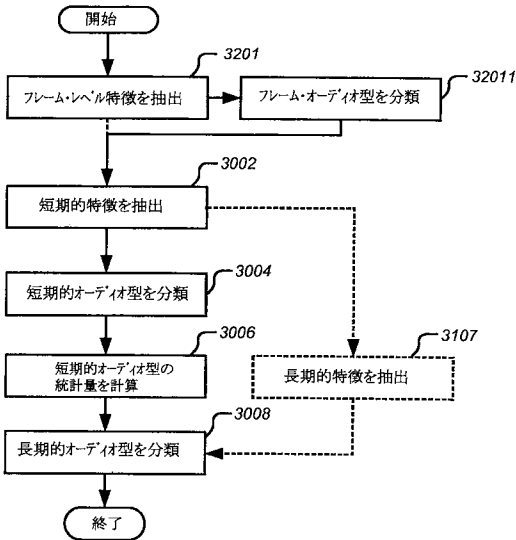 開始
3201
フレーム・レベル特徴を抽出
32011
フレーム・オーディオ型を分類
3002
短期的特徴を抽出
3004
短期的オーディオ型を分類
3006
短期的オーディオ型の
統計量を計算
3107
長期的特徴を抽出
3008
長期的オーディオ型を分類
終了